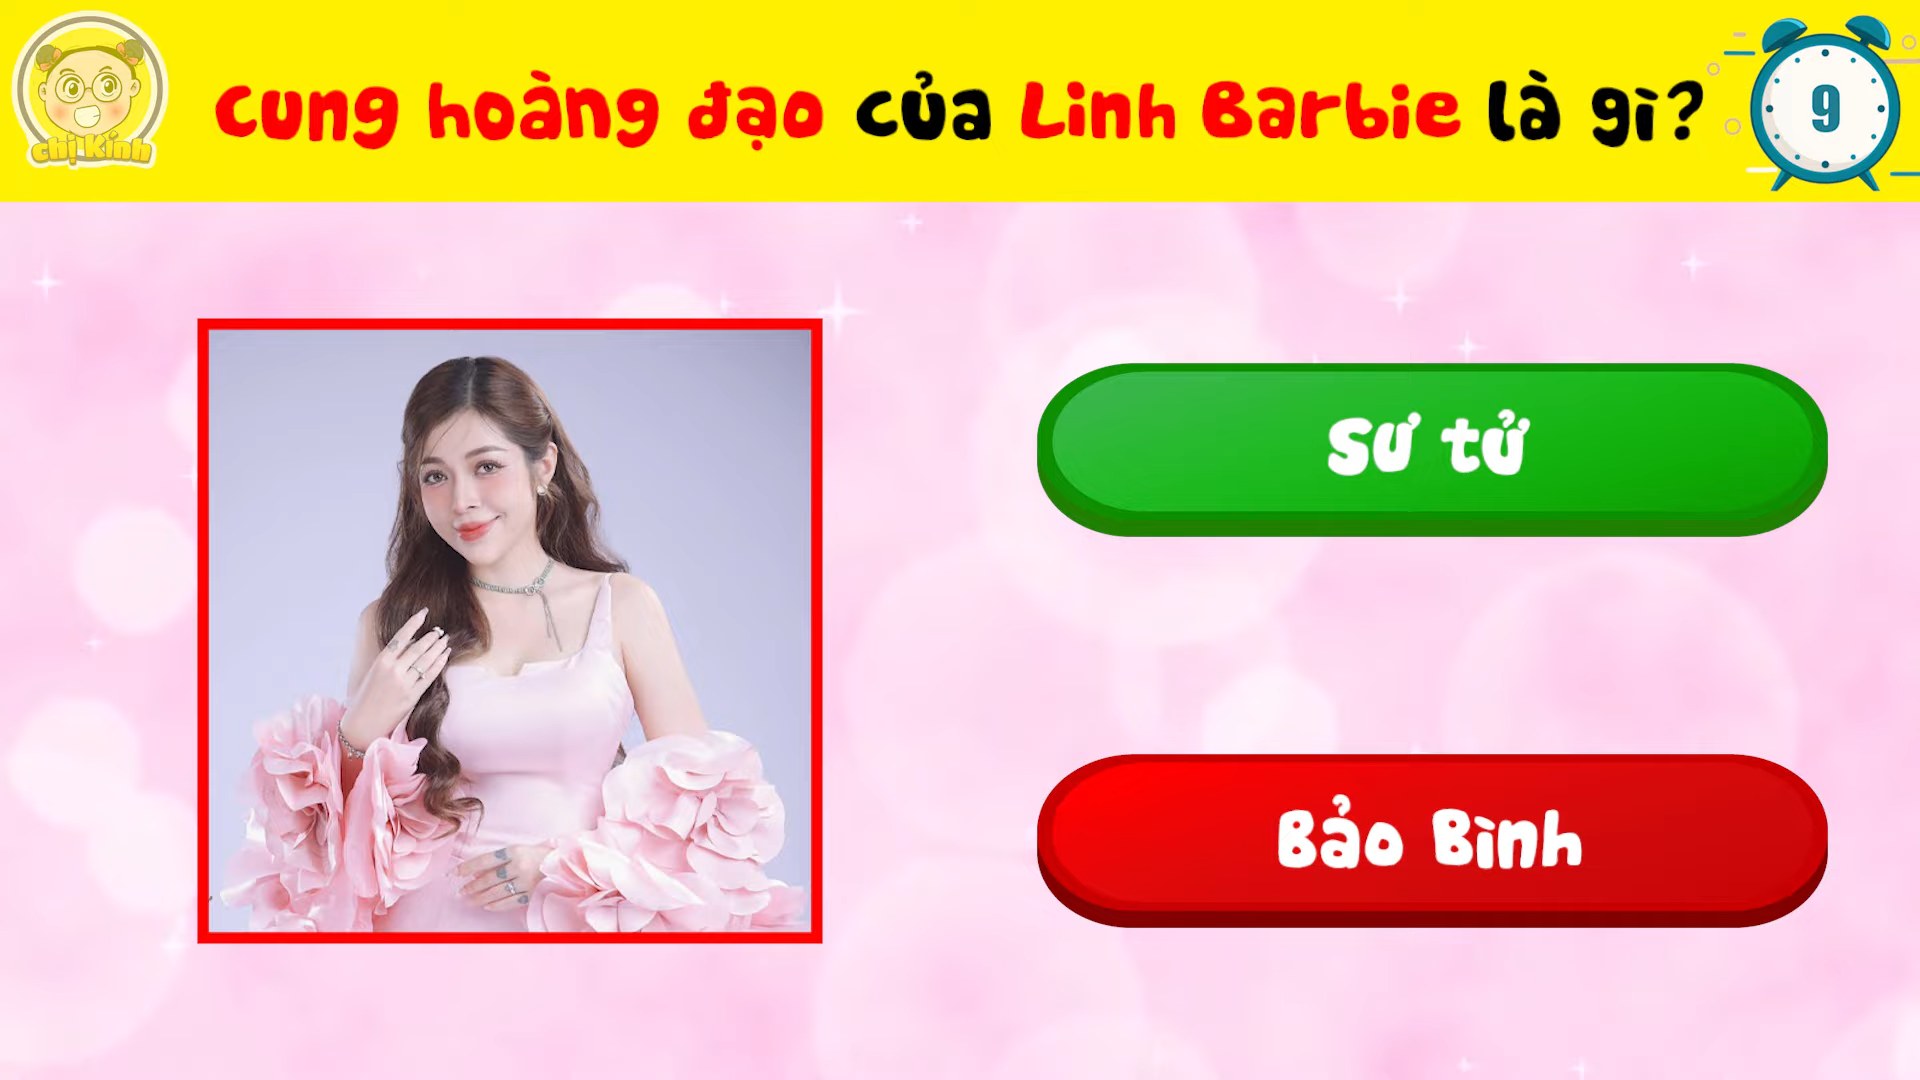 Cung hoàng đạo của Linh Barbie là gì?
9
chị Kính
Sư tử
Bảo Bình